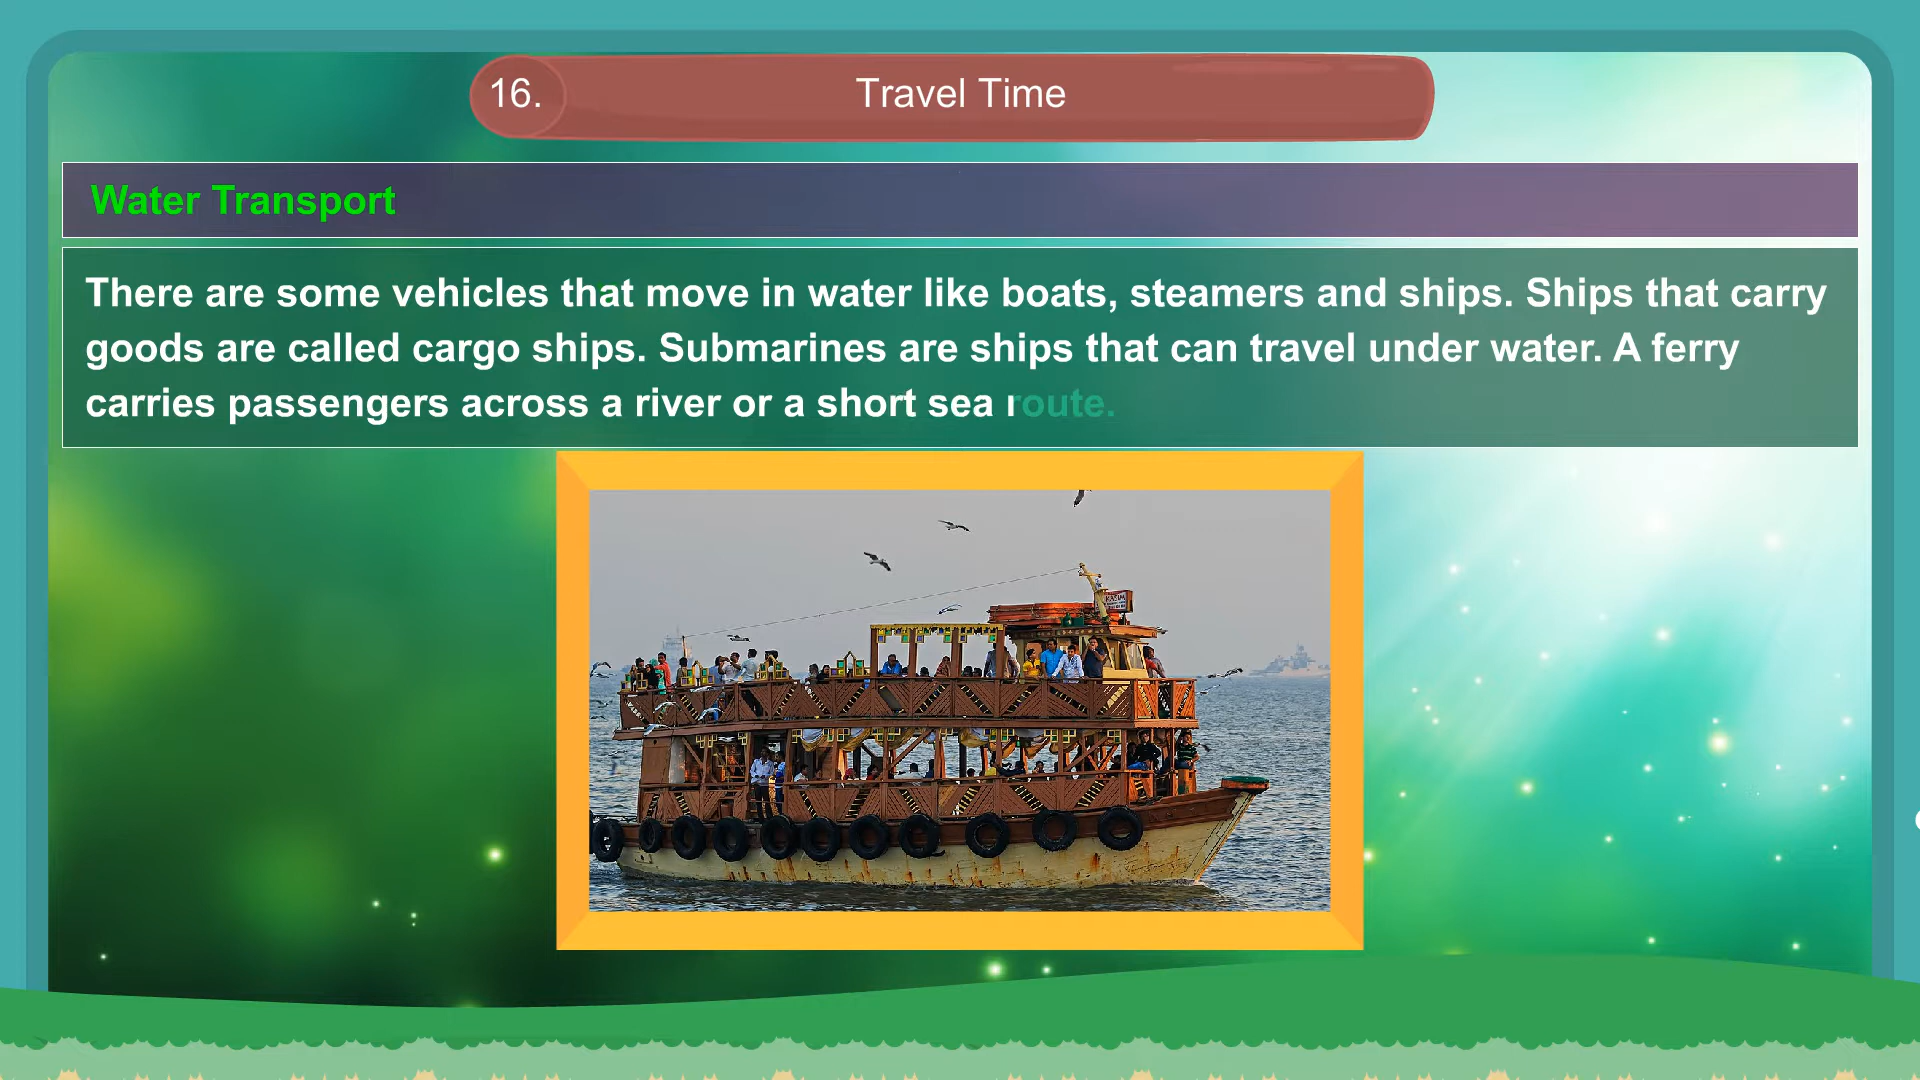 16. Travel Time
Water Transport
There are some vehicles that move in water like boats, steamers and ships. Ships that carry
goods are called cargo ships. Submarines are ships that can travel under water. A ferry
carries passengers across a river or a short sea route.